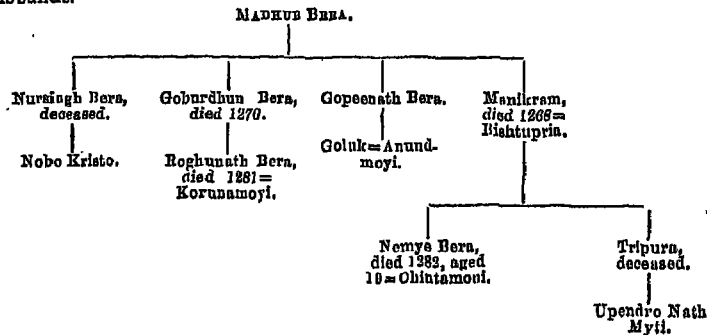 MADHUB BERA.
Nursingh Bera, deceased.
Goburdhun Bera, died 1270.
Gopeenath Bera.
Manikram, died 1268= Bishtupria.
Nobo Kristo.
Roghunath Bera, died 1281= Korunamoyi.
Goluk=Anund-moyi.
Nemye Bera, died 1282, aged 19=Chintamoni.
Tripura, deceased.
Upendro Nath Myti.